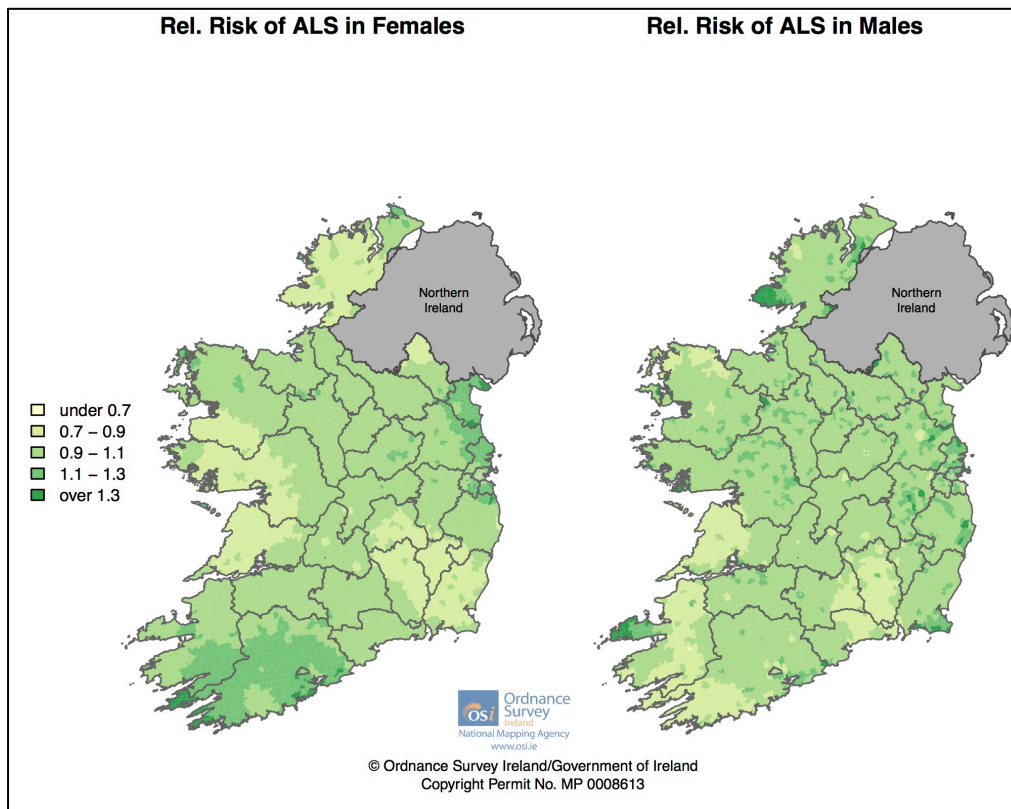 Rel. Risk of ALS in Females
Rel. Risk of ALS in Males
Northern
Ireland
Northern
Ireland
under 0.7
0.7 – 0.9
0.9 – 1.1
1.1 – 1.3
over 1.3
osi
Ordnance
Survey
Ireland
National Mapping Agency
www.osi.ie
© Ordnance Survey Ireland/Government of Ireland
Copyright Permit No. MP 0008613